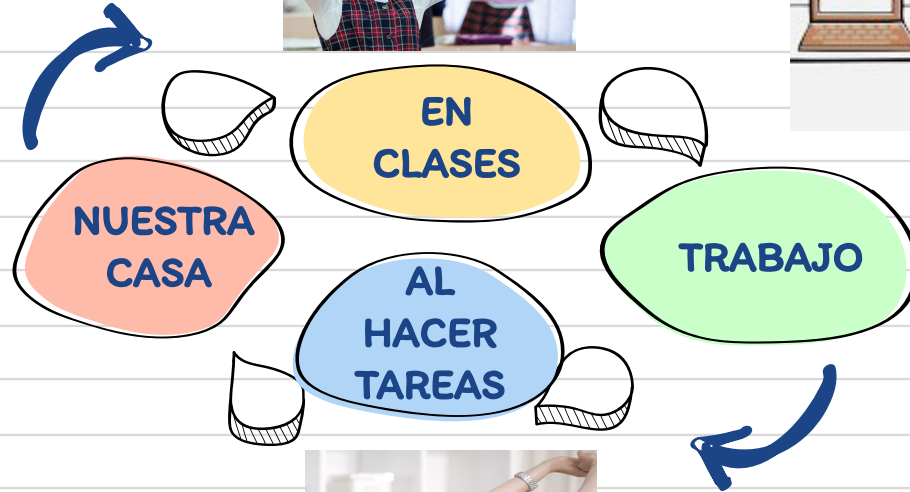 EN
CLASES
NUESTRA
CASA
TRABAJO
AL
HACER
TAREAS